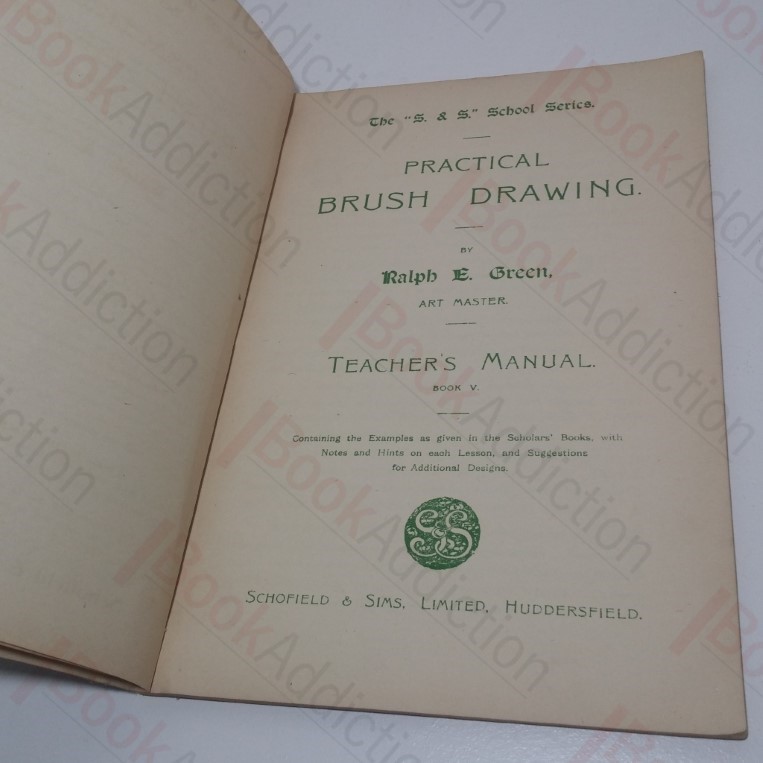 The "S. & S." School Series.
PRACTICAL
BRUSH DRAWING.
BY
Ralph E. Green,
ART MASTER.
TEACHER'S MANUAL.
BOOK V.
Containing the Examples as given in the Scholars' Books, with
Notes and Hints on each Lesson, and Suggestions
for Additional Designs.
S&S
SCHOFIELD & SIMS, LIMITED, HUDDERSFIELD.
BookAddiction